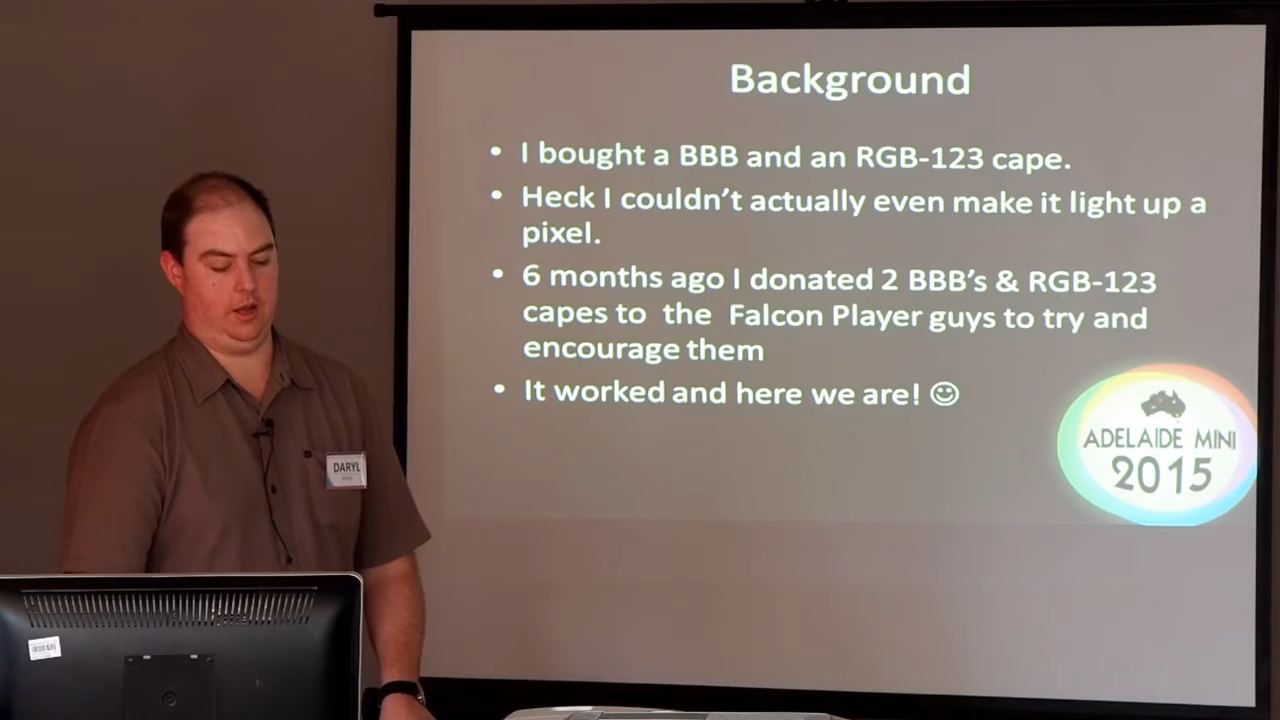 Background
• I bought a BBB and an RGB-123 cape.
• Heck I couldn't actually even make it light up a
pixel.
• 6 months ago I donated 2 BBB's & RGB-123
capes to the Falcon Player guys to try and
encourage them
• It worked and here we are! ☺
ADELAIDE MINI
2015
DARYL